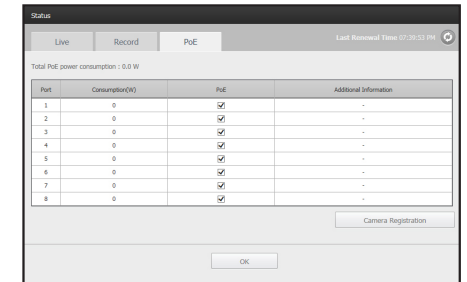 Status
Live Record PoE Last Renewal Time 07:39:53 PM
Total PoE power consumption : 0.0 W
Port Consumption(W) PoE Additional Information
1 0 -
2 0 -
3 0 -
4 0 -
5 0 -
6 0 -
7 0 -
8 0 -
Camera Registration
OK